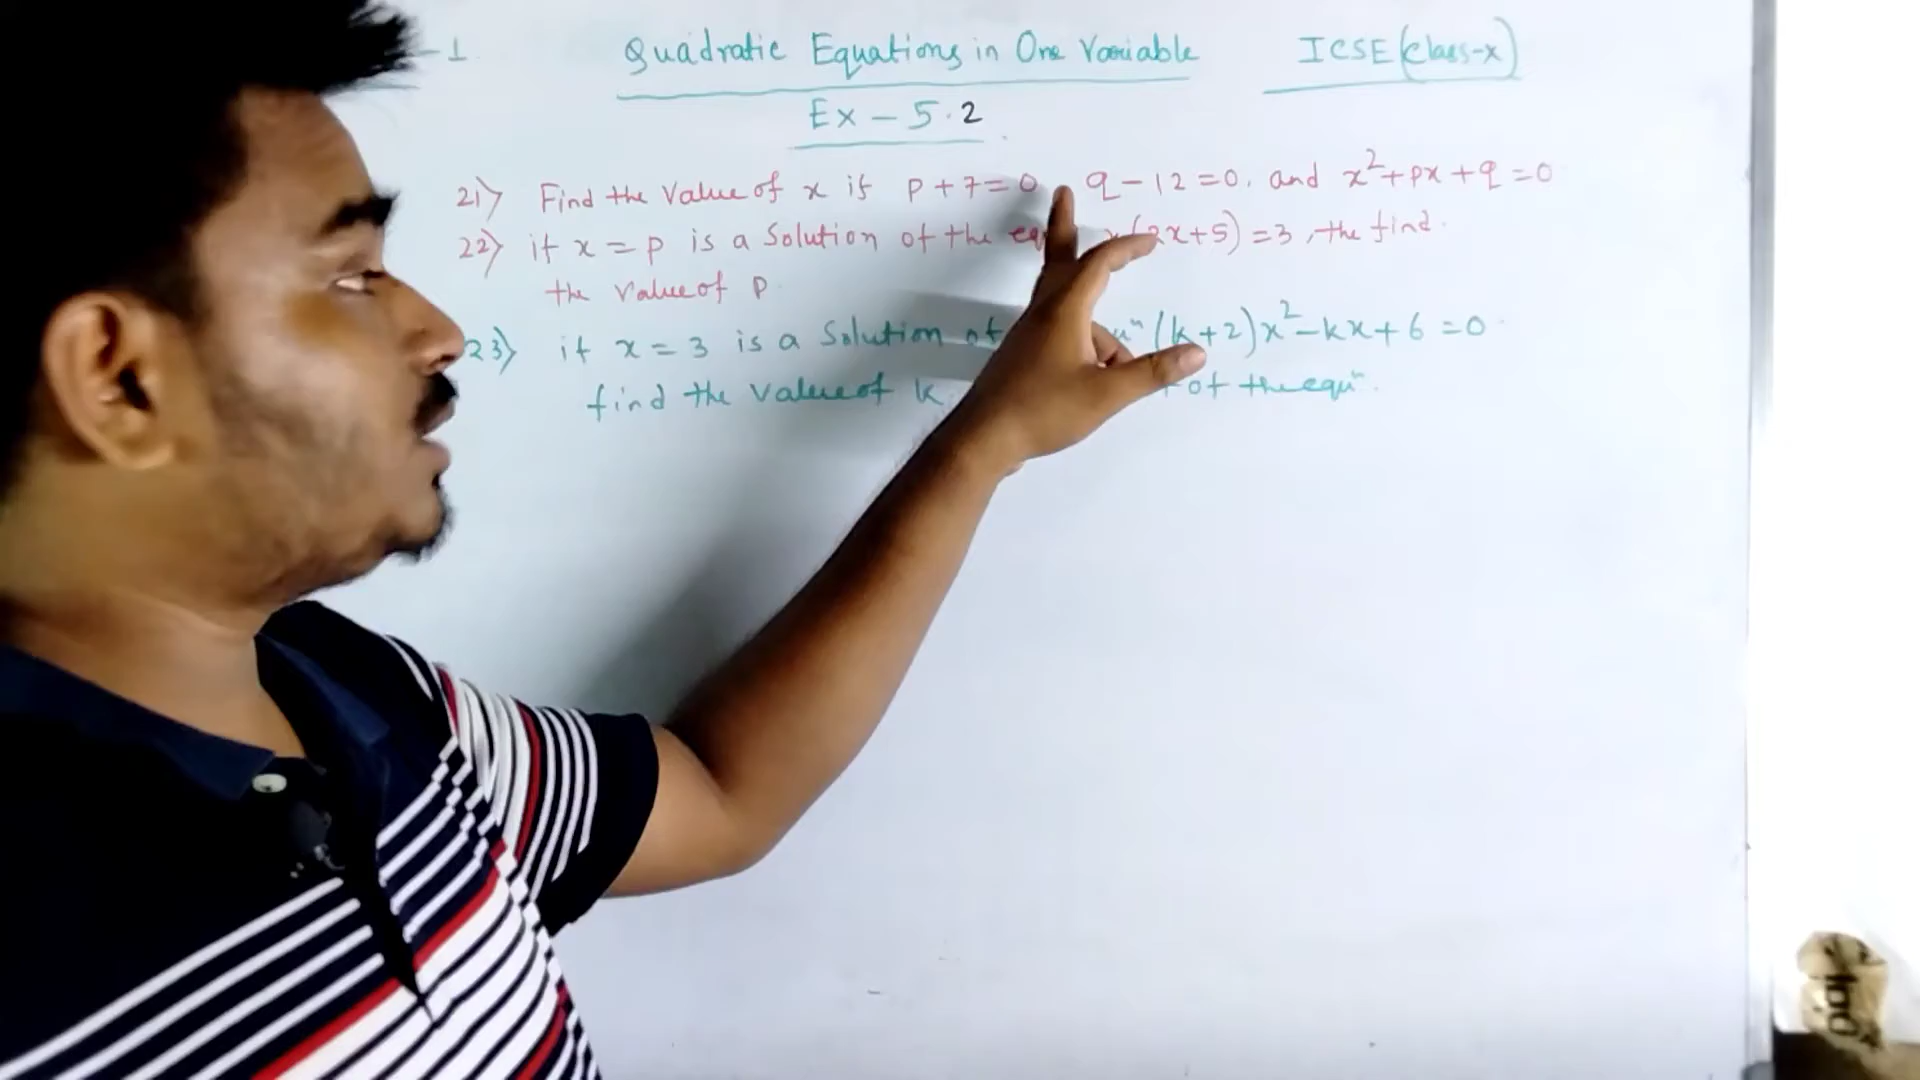 -1 Quadratic Equations in One Variable ICSE (Class-x)
Ex - 5.2
21) Find the Value of x if p+7=0, q-12=0, and x²+px+q=0
22) if x=p is a Solution of the x(2x+5)=3, the find
the value of p
23) if x=3 is a Solution of (k+2)x²-kx+6=0
find the value of k of the equⁿ.